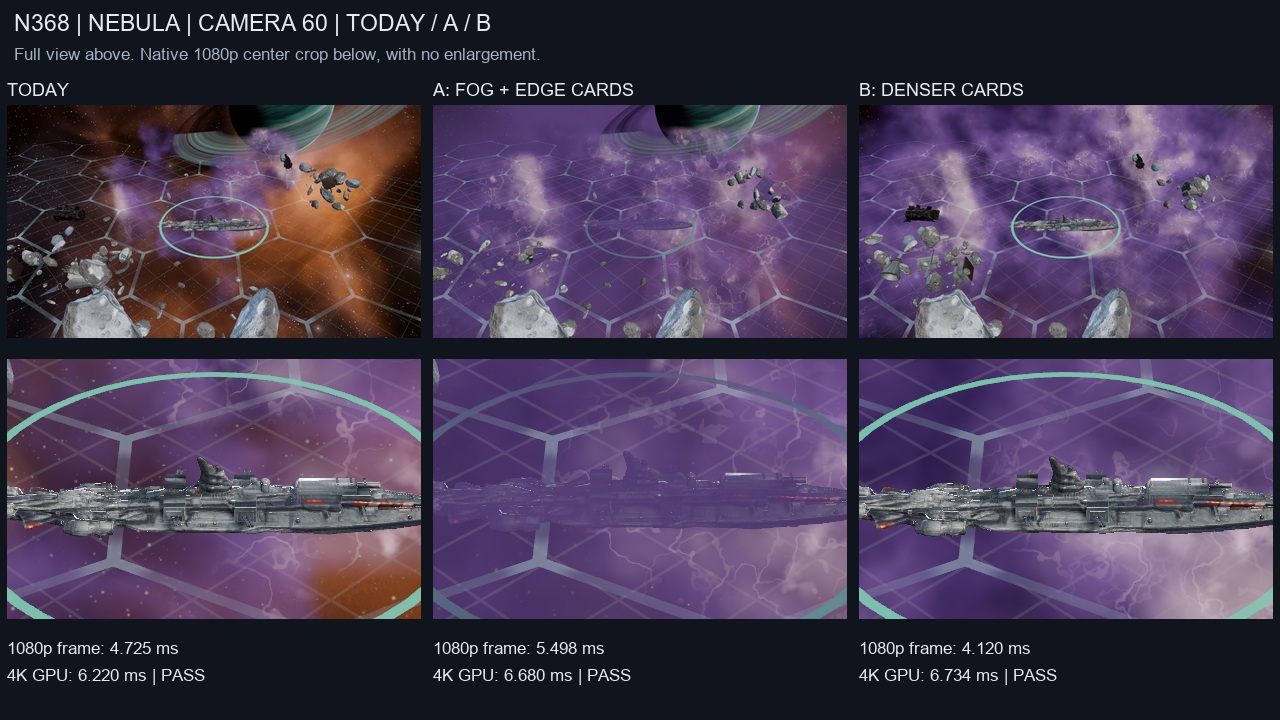 N368 | NEBULA | CAMERA 60 | TODAY / A / B
Full view above. Native 1080p center crop below, with no enlargement.
TODAY
A: FOG + EDGE CARDS
B: DENSER CARDS
1080p frame: 4.725 ms
4K GPU: 6.220 ms | PASS
1080p frame: 5.498 ms
4K GPU: 6.680 ms | PASS
1080p frame: 4.120 ms
4K GPU: 6.734 ms | PASS